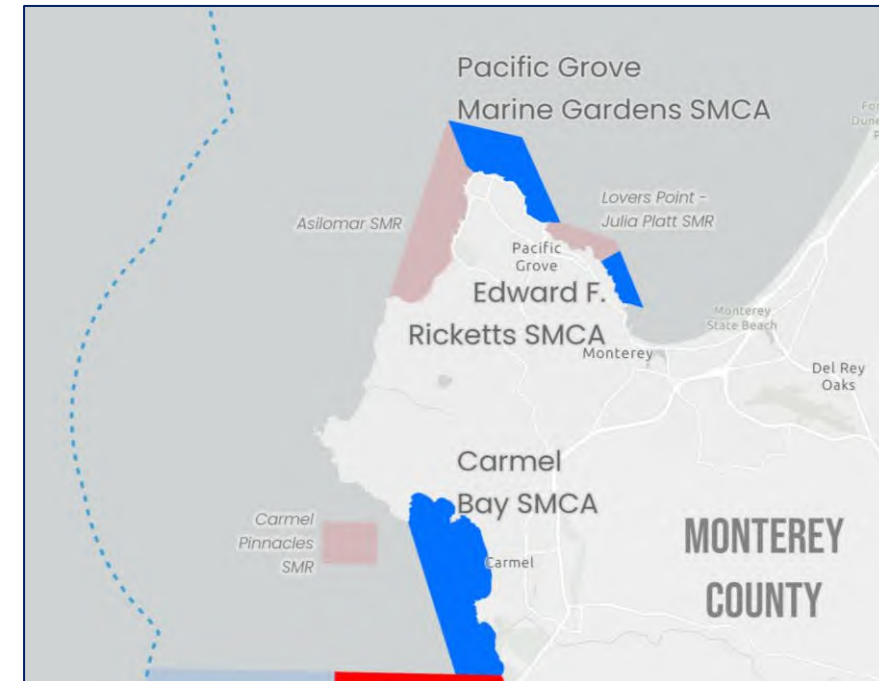 Pacific Grove
Marine Gardens SMCA
Asilomar SMR
Lovers Point -
Julia Platt SMR
Pacific
Grove
Edward F.
Ricketts SMCA
Monterey
Monterey
State Beach
Del Rey
Oaks
Carmel
Bay SMCA
Carmel
Pinnacles
SMR
Carmel
MONTEREY
COUNTY